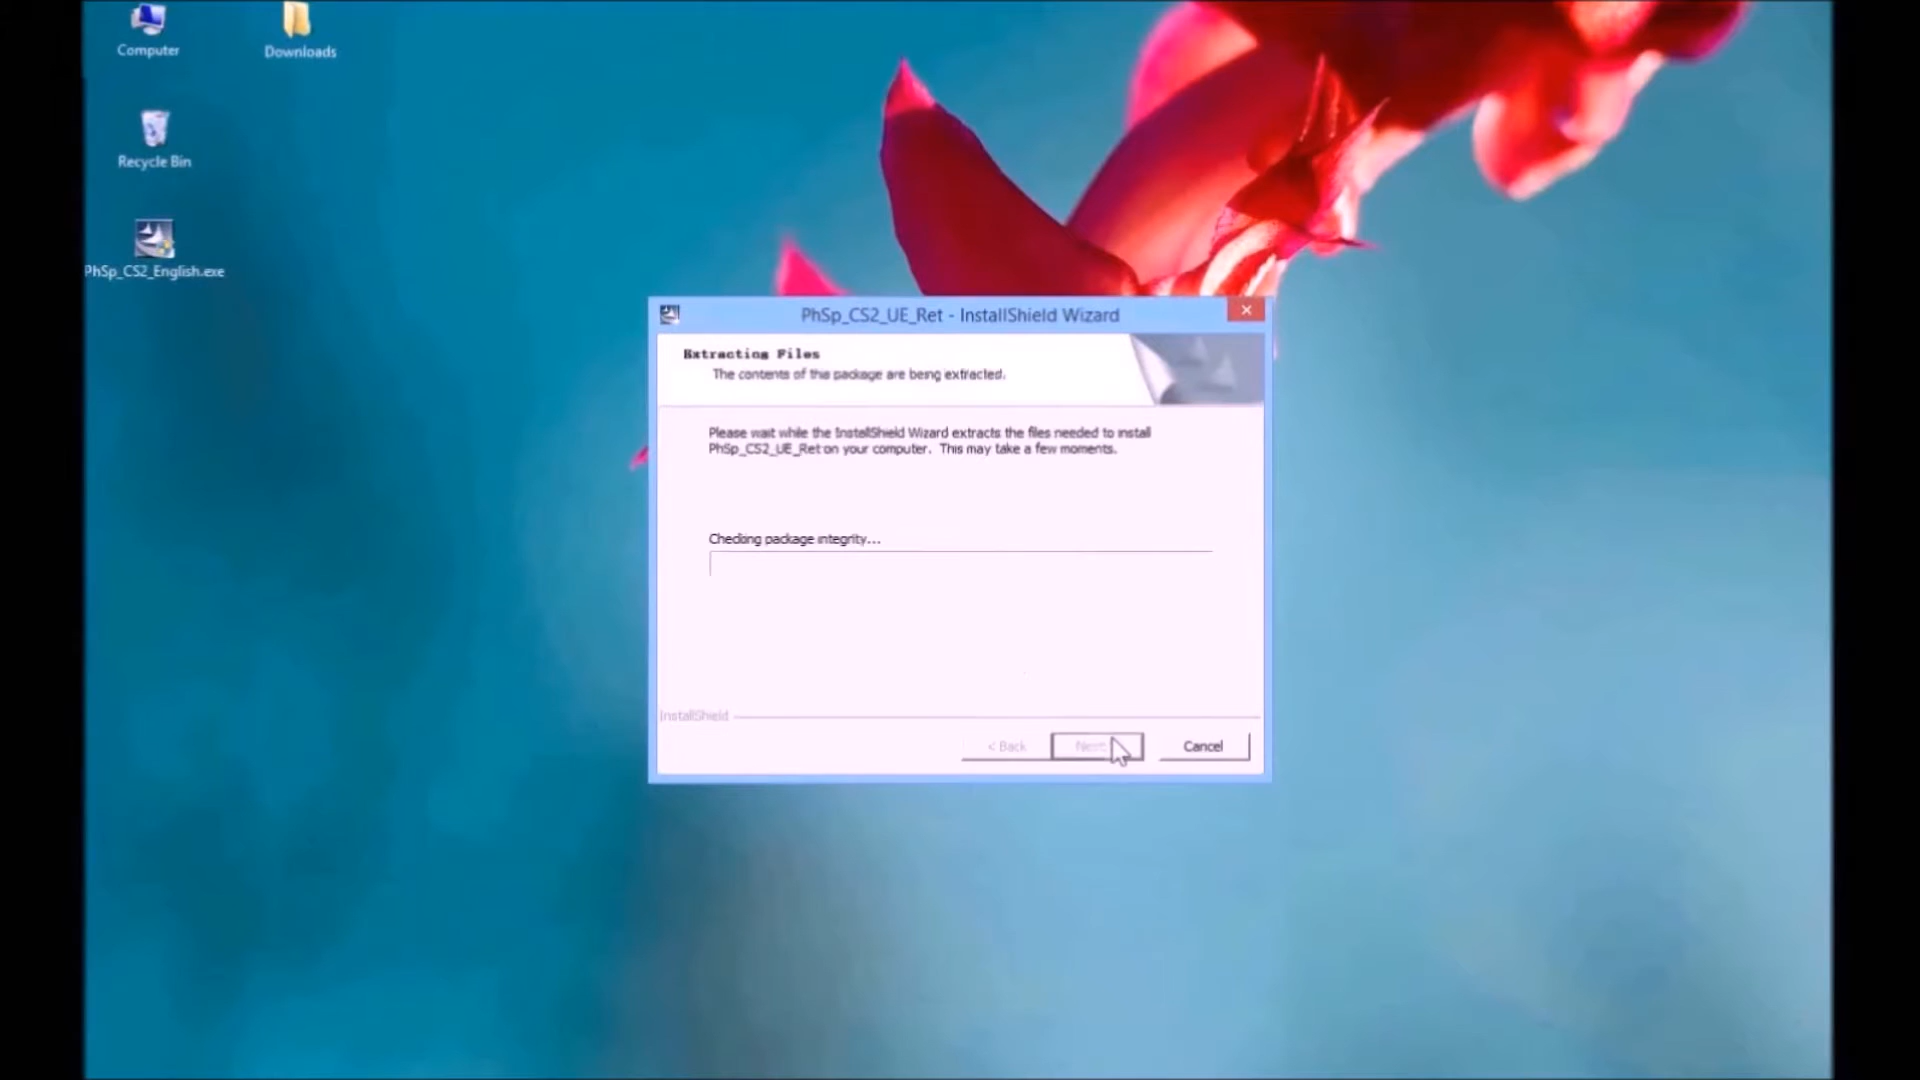 Computer
Downloads
Recycle Bin
PhSp_CS2_English.exe
PhSp_CS2_UE_Ret - InstallShield Wizard
Extracting Files
The contents of this package are being extracted.
Please wait while the InstallShield Wizard extracts the files needed to install
PhSp_CS2_UE_Ret on your computer. This may take a few moments.
Checking package integrity...
InstallShield
< Back
Next
Cancel